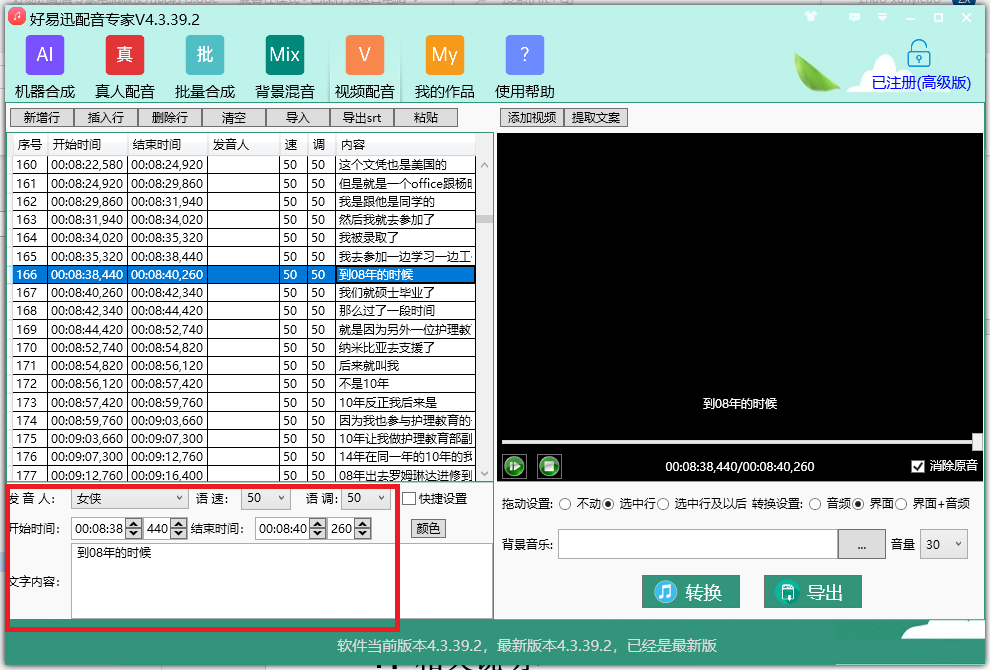 好易迅配音专家V4.3.39.2
AI 真 批 Mix V My ?
机器合成 真人配音 批量合成 背景混音 视频配音 我的作品 使用帮助
已注册(高级版)
新增行 插入行 删除行 清空 导入 导出srt 粘贴 添加视频 提取文案
序号 开始时间 结束时间 发音人 速 调 内容
160 00:08:22,580 00:08:24,920 50 50 这个文凭也是美国的
161 00:08:24,920 00:08:29,860 50 50 但是就是一个office跟杨
162 00:08:29,860 00:08:31,940 50 50 我是跟他是同学的
163 00:08:31,940 00:08:34,020 50 50 然后我就去参加了
164 00:08:34,020 00:08:35,320 50 50 我被录取了
165 00:08:35,320 00:08:38,440 50 50 我去参加一边学习一边工
166 00:08:38,440 00:08:40,260 50 50 到08年的时候
167 00:08:40,260 00:08:42,340 50 50 我们就硕士毕业了
168 00:08:42,340 00:08:44,420 50 50 那么过了一段时间
169 00:08:44,420 00:08:52,740 50 50 就是因为另外一位护理教
170 00:08:52,740 00:08:54,820 50 50 纳米比亚去支援了
171 00:08:54,820 00:08:56,120 50 50 后来就叫我
172 00:08:56,120 00:08:57,420 50 50 不是10年
173 00:08:57,420 00:08:59,760 50 50 10年反正我后来是
174 00:08:59,760 00:09:03,660 50 50 因为我也参与护理教育的
175 00:09:03,660 00:09:07,300 50 50 10年让我做护理教育部副
176 00:09:07,300 00:09:12,760 50 50 14年在同一年的10年的我
177 00:09:12,760 00:09:16,400 50 50 08年出去罗姆琳达进修到
到08年的时候
00:08:38,440/00:08:40,260 消除原音
发音人: 女侠 语速: 50 语调: 50 快捷设置
拖动设置: 不动 选中行 选中行及以后 转换设置: 音频 界面 界面+音频
开始时间: 00:08:38 440 结束时间: 00:08:40 260 颜色
背景音乐: ... 音量 30
文字内容: 到08年的时候
转换 导出
软件当前版本4.3.39.2，最新版本4.3.39.2，已经是最新版